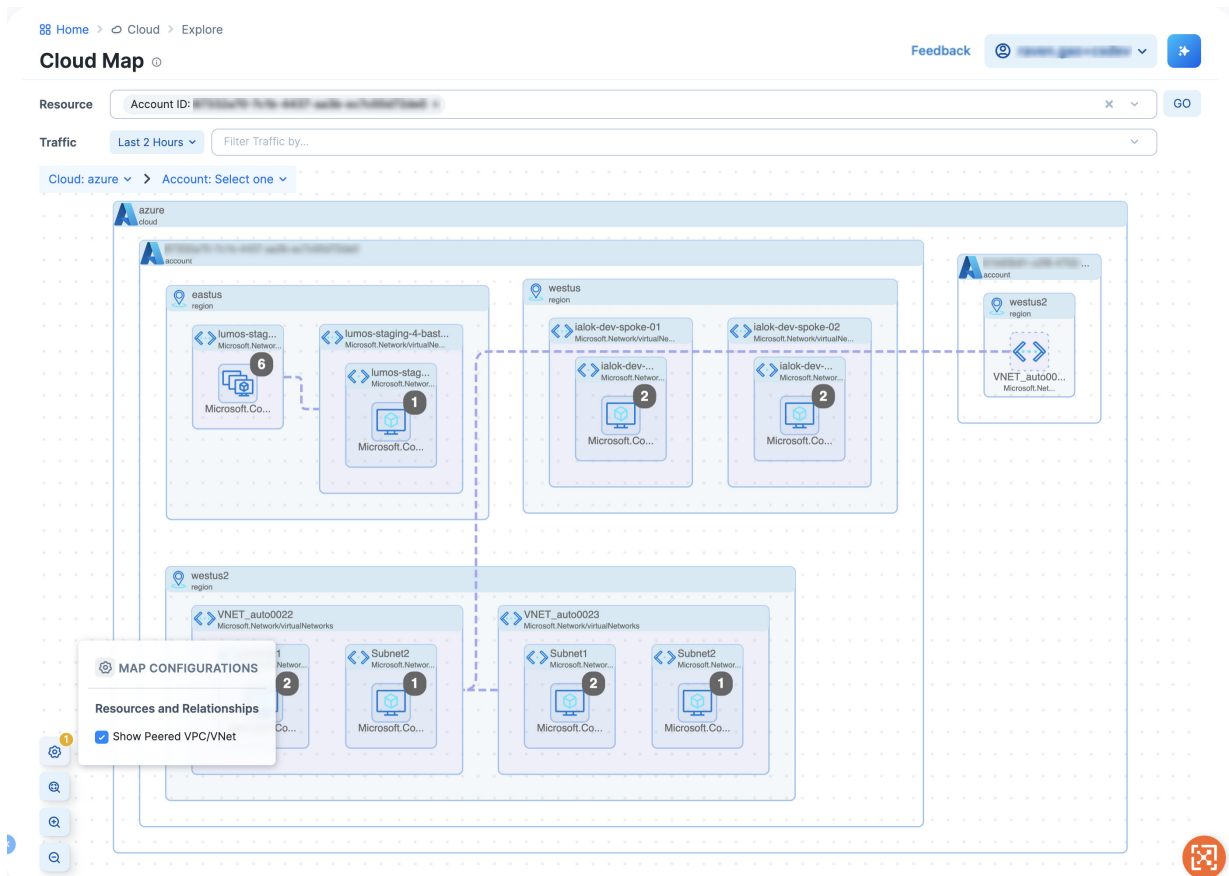 Home > Cloud > Explore
Cloud Map
Feedback
Resource
Account ID:
GO
Traffic
Last 2 Hours
Filter Traffic by...
Cloud: azure
Account: Select one
azure
cloud
account
...
account
eastus
region
westus
region
westus2
region
lumos-stag...
Microsoft.Networ...
6
Microsoft.Co...
lumos-staging-4-bast...
Microsoft.Network/virtualNe...
lumos-stag...
Microsoft.Networ...
1
Microsoft.Co...
ialok-dev-spoke-01
Microsoft.Network/virtualNe...
ialok-dev-...
Microsoft.Networ...
2
Microsoft.Co...
ialok-dev-spoke-02
Microsoft.Network/virtualNe...
ialok-dev-...
Microsoft.Networ...
2
Microsoft.Co...
VNET_auto00...
Microsoft.Net...
westus2
region
VNET_auto0022
Microsoft.Network/virtualNetworks
1
Networ...
2
Co...
Subnet2
Microsoft.Networ...
1
Microsoft.Co...
VNET_auto0023
Microsoft.Network/virtualNetworks
Subnet1
Microsoft.Networ...
2
Microsoft.Co...
Subnet2
Microsoft.Networ...
1
Microsoft.Co...
MAP CONFIGURATIONS
Resources and Relationships
Show Peered VPC/VNet
1